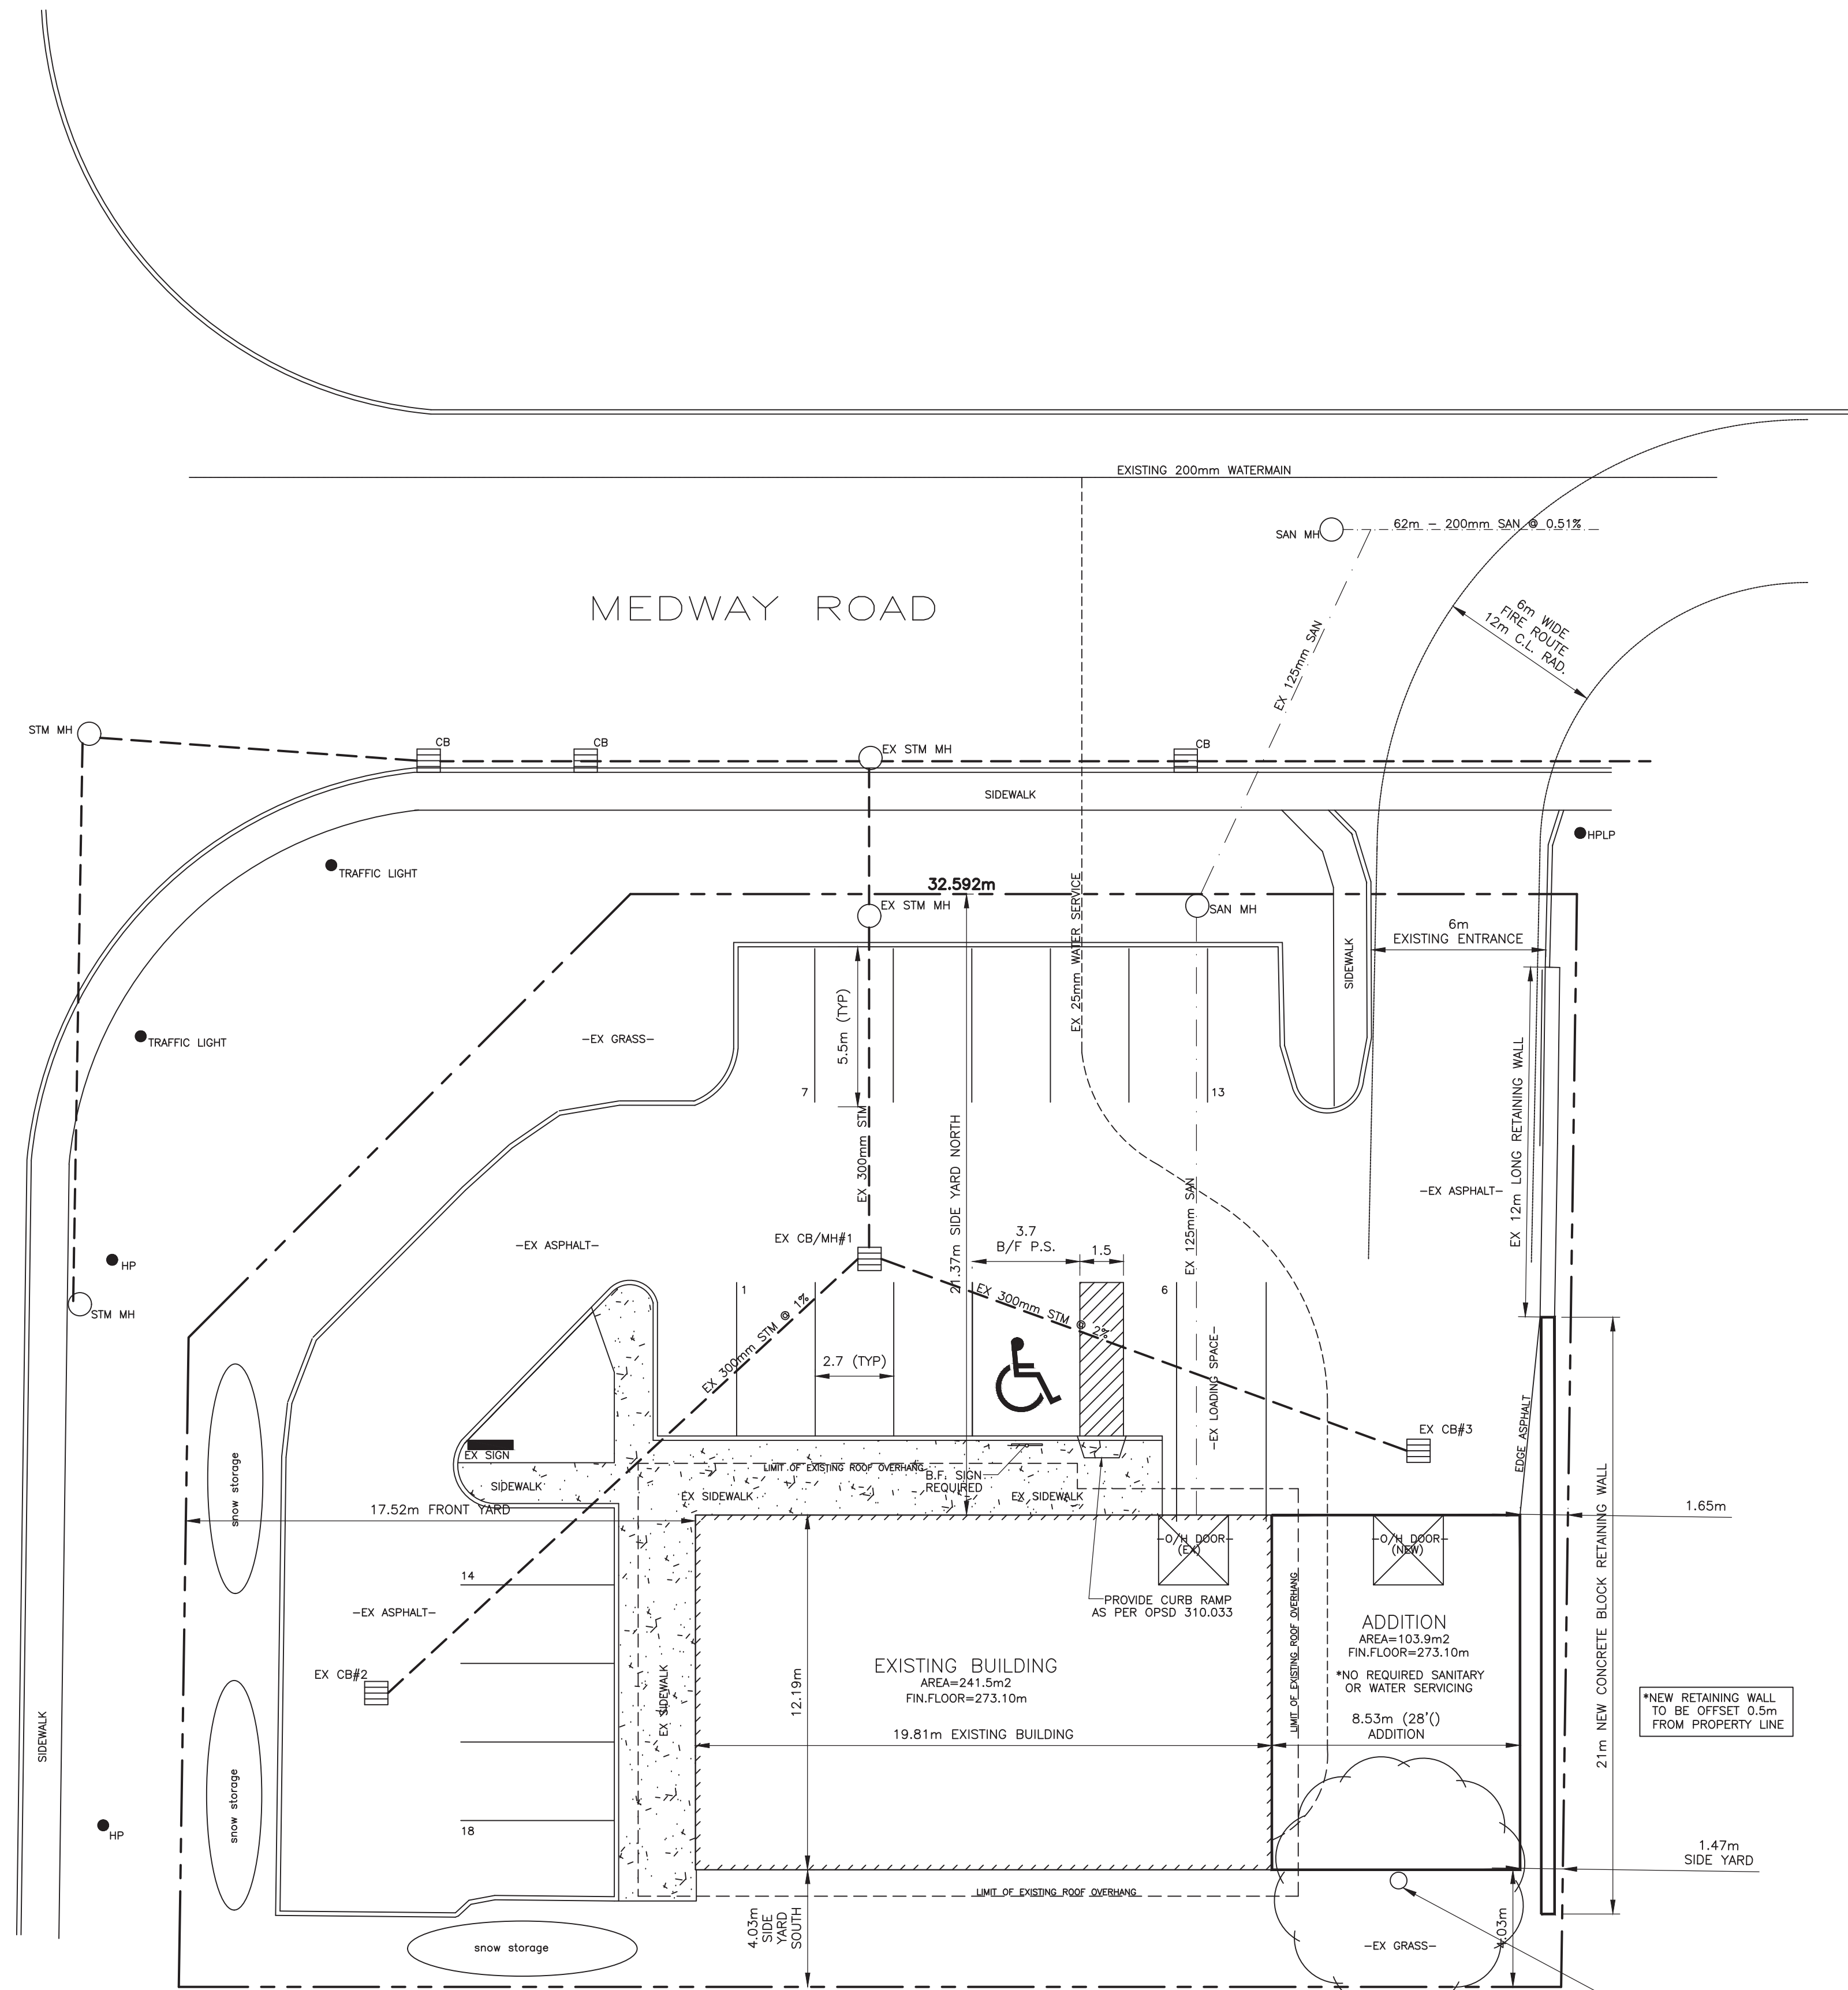 EXISTING 200mm WATERMAIN
SAN MH
62m - 200mm SAN @ 0.51%
MEDWAY ROAD
6m WIDE
FIRE ROUTE
12m C.L. RAD.
EX 125mm SAN
STM MH
CB
CB
EX STM MH
CB
SIDEWALK
HPLP
TRAFFIC LIGHT
32.592m
EX STM MH
EX 25mm WATER SERVICE
SAN MH
6m
EXISTING ENTRANCE
SIDEWALK
TRAFFIC LIGHT
-EX GRASS-
5.5m (TYP)
7
13
EX 300mm STM
21.37m SIDE YARD NORTH
EX 12m LONG RETAINING WALL
EX 125mm SAN
-EX ASPHALT-
-EX ASPHALT-
EX CB/MH#1
3.7
B/F P.S.
1.5
HP
STM MH
1
6
EX 300mm STM @ 1%
EX 300mm STM @ 2%
2.7 (TYP)
-EX LOADING SPACE-
EX CB#3
EDGE ASPHALT
EX SIGN
SIDEWALK
LIMIT OF EXISTING ROOF OVERHANG
B.F. SIGN
REQUIRED
EX SIDEWALK
EX SIDEWALK
snow storage
17.52m FRONT YARD
1.65m
-O/H DOOR-
(EX)
-O/H DOOR-
(NEW)
14
-EX ASPHALT-
PROVIDE CURB RAMP
AS PER OPSD 310.033
LIMIT OF EXISTING ROOF OVERHANG
ADDITION
AREA=103.9m2
FIN.FLOOR=273.10m
*NO REQUIRED SANITARY
OR WATER SERVICING
8.53m (28'()
ADDITION
21m NEW CONCRETE BLOCK RETAINING WALL
EX CB#2
EX SIDEWALK
12.19m
EXISTING BUILDING
AREA=241.5m2
FIN.FLOOR=273.10m
19.81m EXISTING BUILDING
*NEW RETAINING WALL
TO BE OFFSET 0.5m
FROM PROPERTY LINE
SIDEWALK
snow storage
18
HP
1.47m
SIDE YARD
LIMIT OF EXISTING ROOF OVERHANG
4.03m
SIDE
YARD
SOUTH
snow storage
-EX GRASS-
4.03m